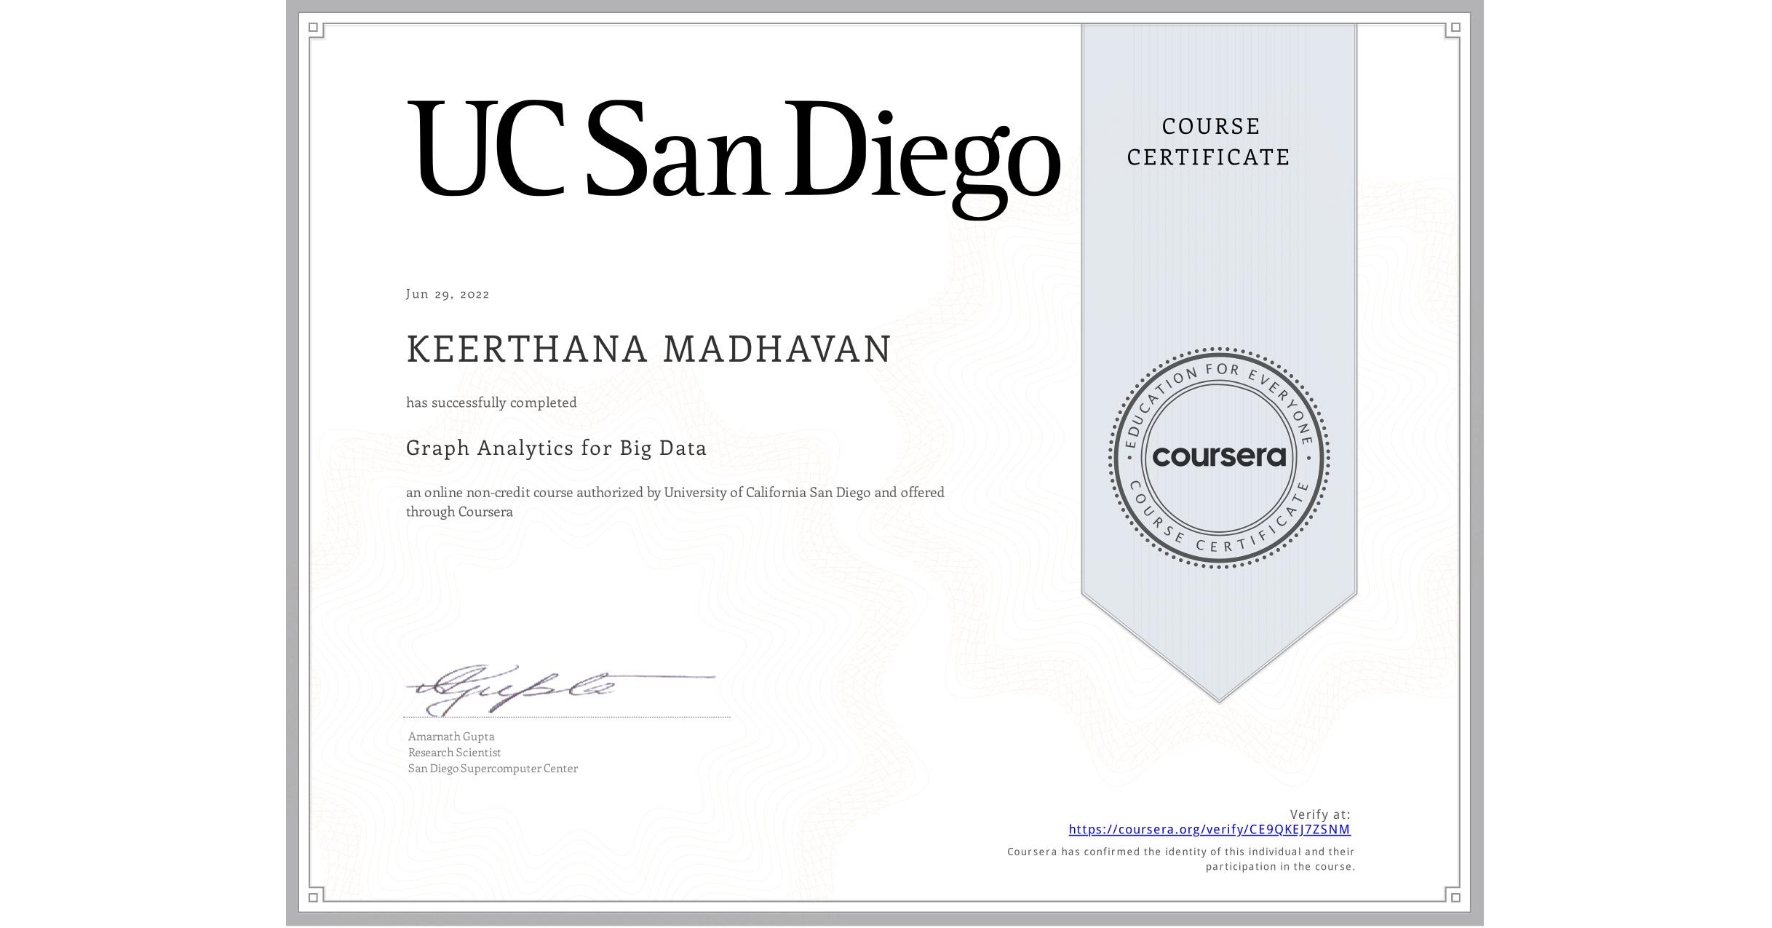 UC San Diego
COURSE
CERTIFICATE
Jun 29, 2022
KEERTHANA MADHAVAN
has successfully completed
Graph Analytics for Big Data
an online non-credit course authorized by University of California San Diego and offered
through Coursera
EDUCATION FOR EVERYONE
coursera
COURSE CERTIFICATE
AGupta
Amarnath Gupta
Research Scientist
San Diego Supercomputer Center
Verify at:
https://coursera.org/verify/CE9QKEJ7ZSNM
Coursera has confirmed the identity of this individual and their
participation in the course.